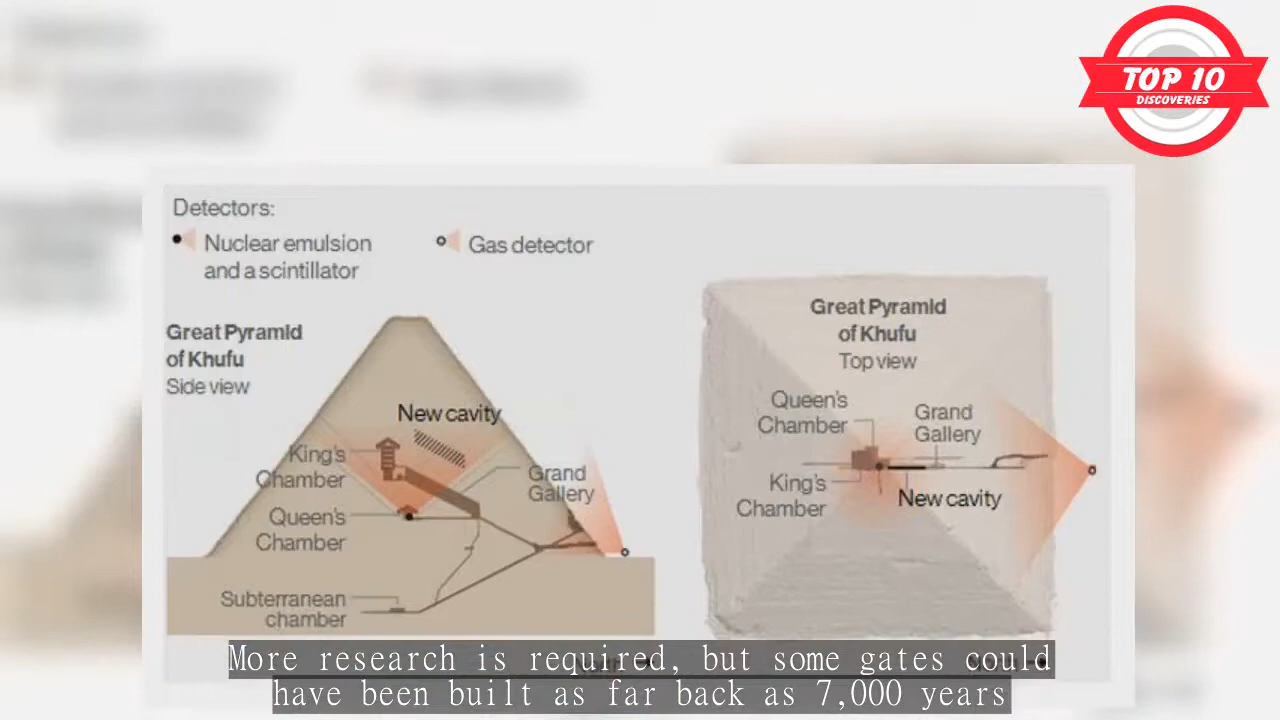 TOP 10
DISCOVERIES
Detectors:
Nuclear emulsion
and a scintillator
Gas detector
Great Pyramid
of Khufu
Side view
New cavity
King's
Chamber
Grand
Gallery
Queen's
Chamber
Subterranean
chamber
Great Pyramid
of Khufu
Top view
Queen's
Chamber
Grand
Gallery
King's
Chamber
New cavity
More research is required, but some gates could
have been built as far back as 7,000 years